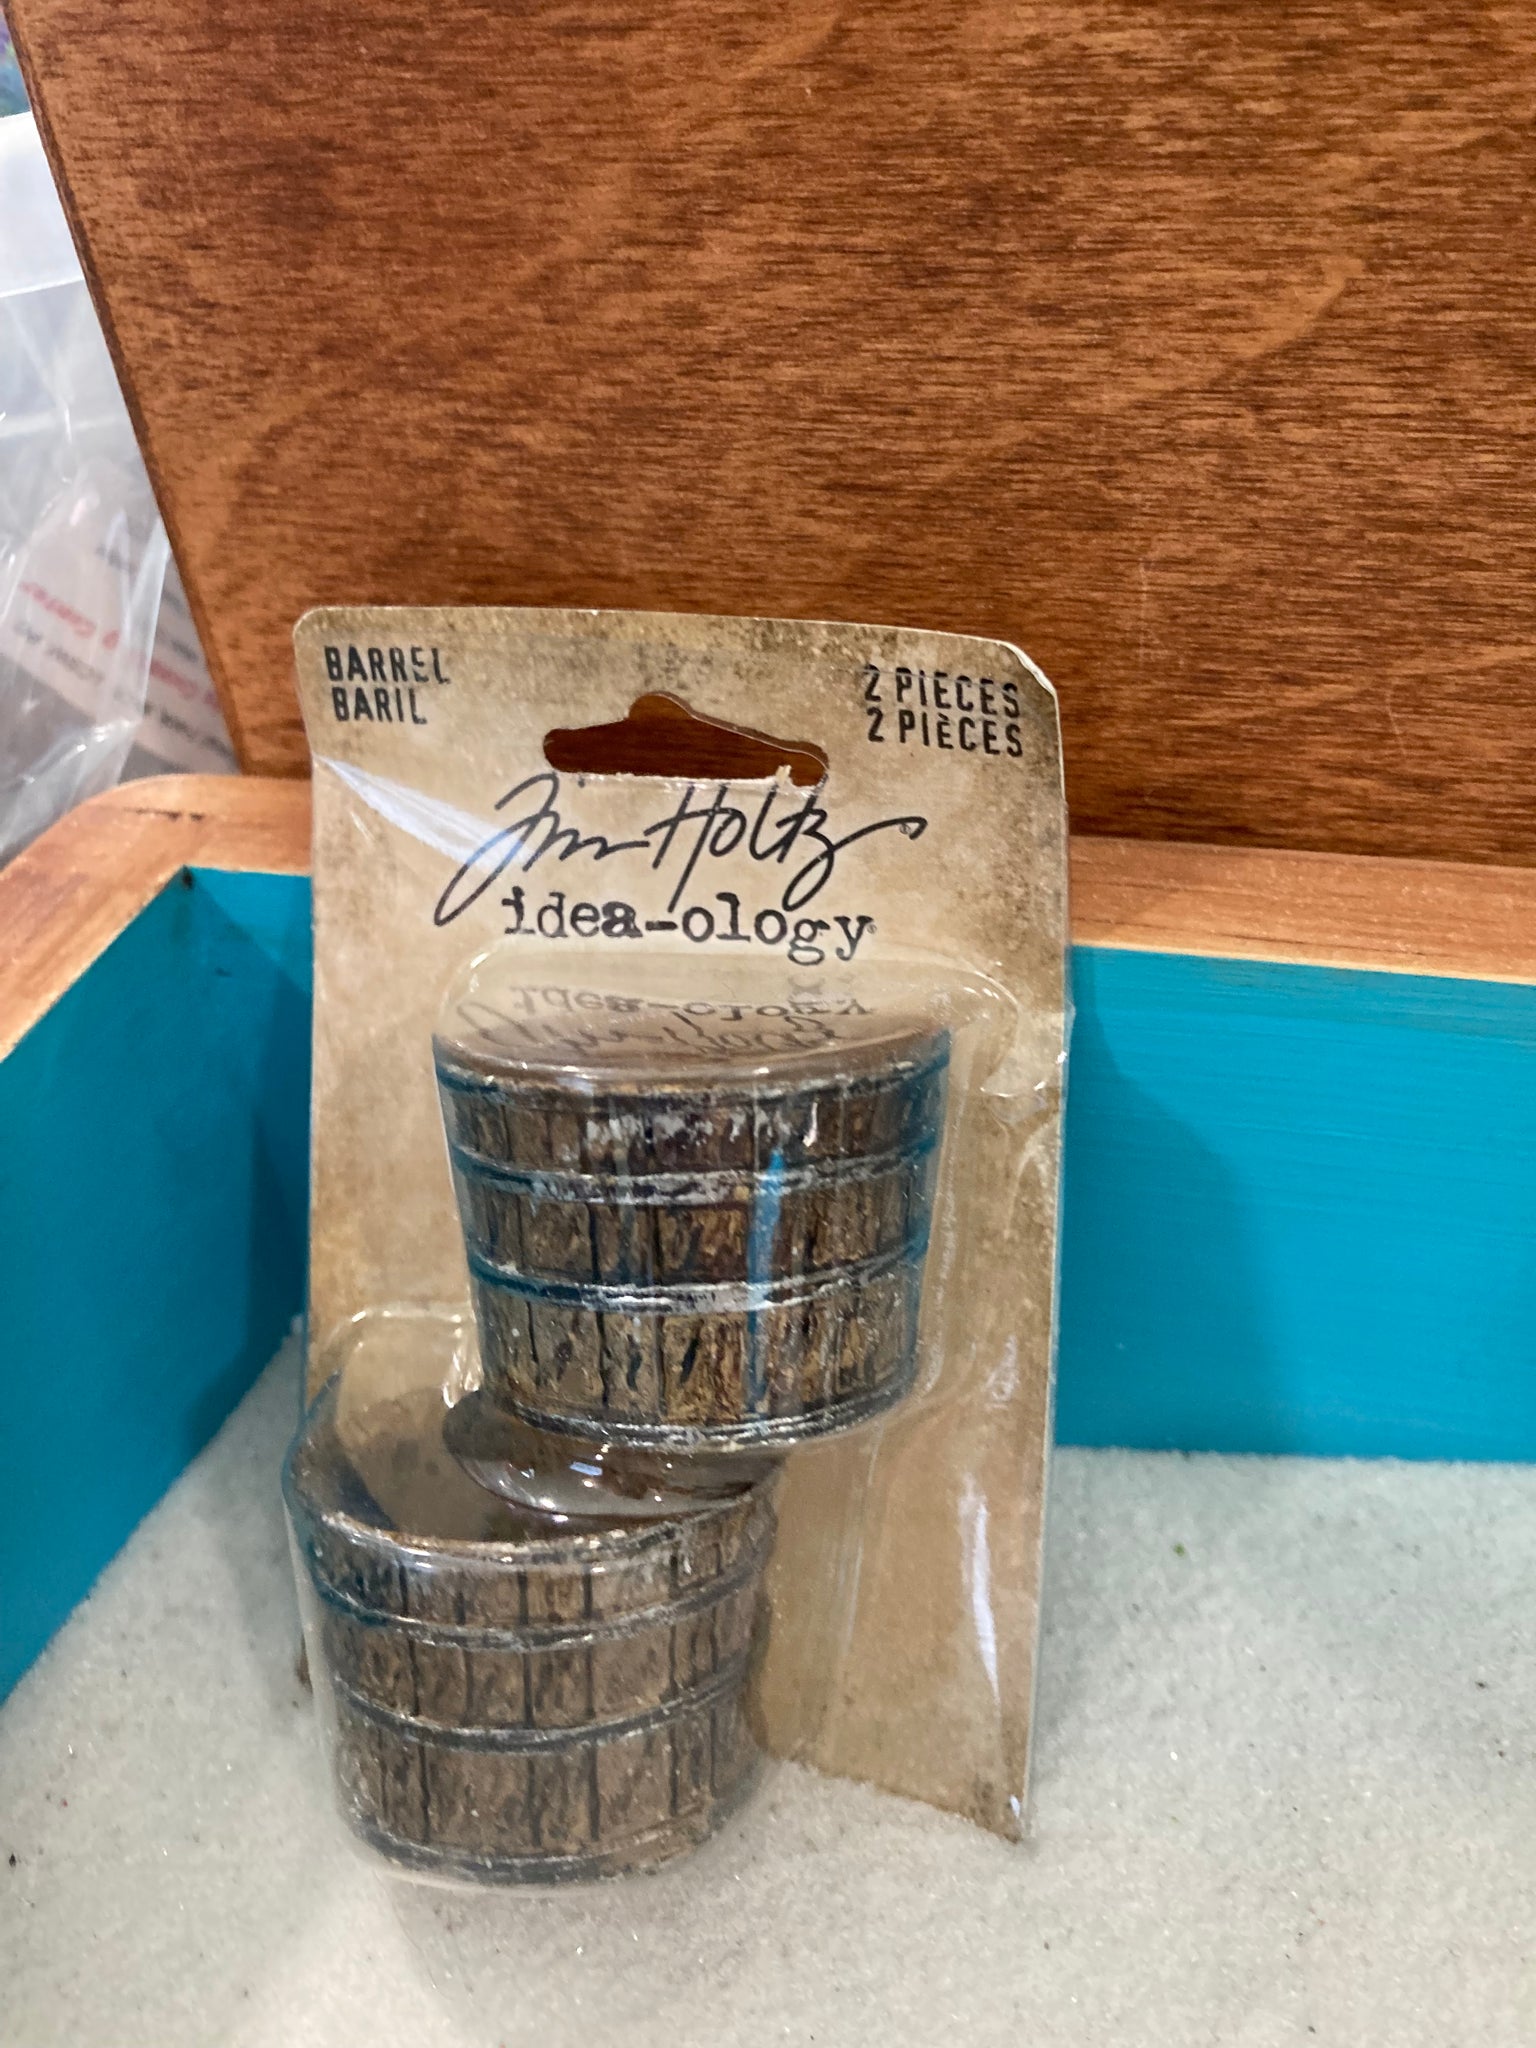 BARREL
BARIL
2 PIECES
2 PIÈCES
Tim Holtz
idea-ology